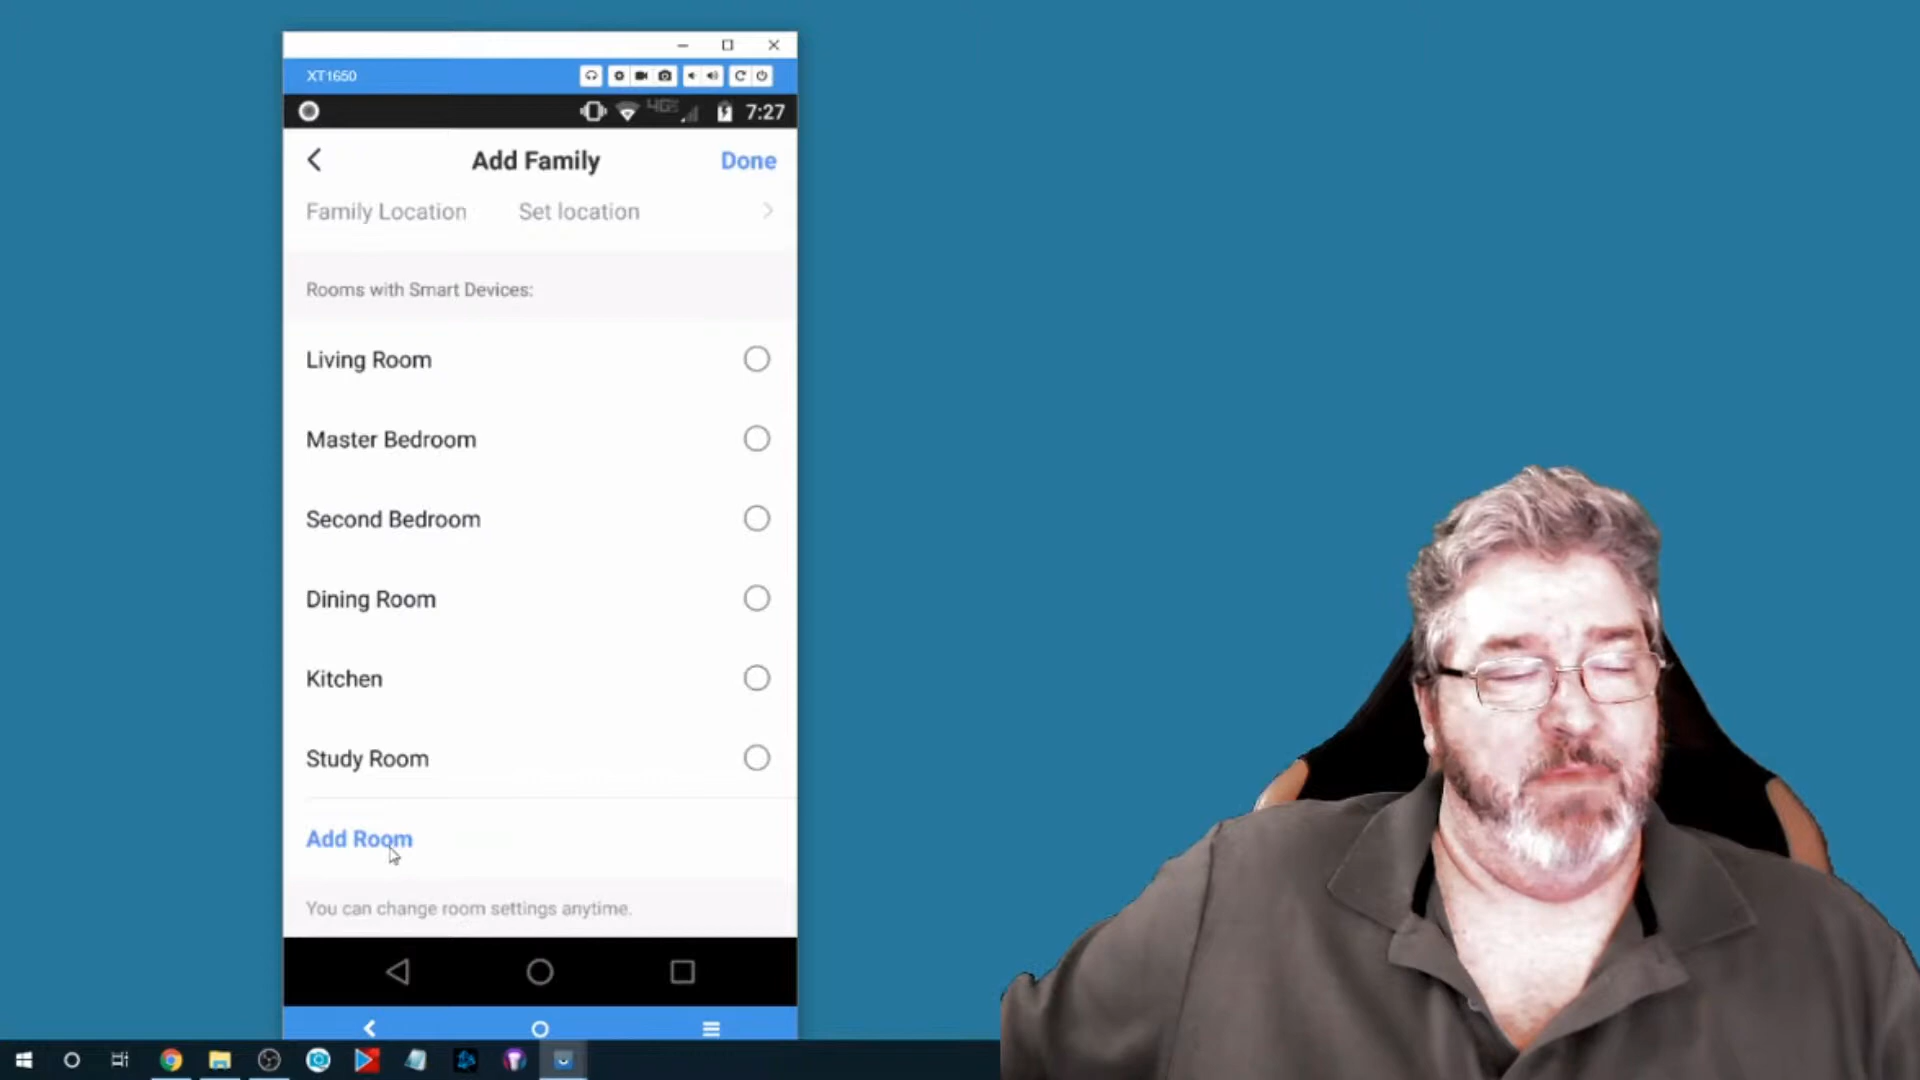 XT1650
4G
7:27
Add Family
Done
Family Location
Set location
Rooms with Smart Devices:
Living Room
Master Bedroom
Second Bedroom
Dining Room
Kitchen
Study Room
Add Room
You can change room settings anytime.